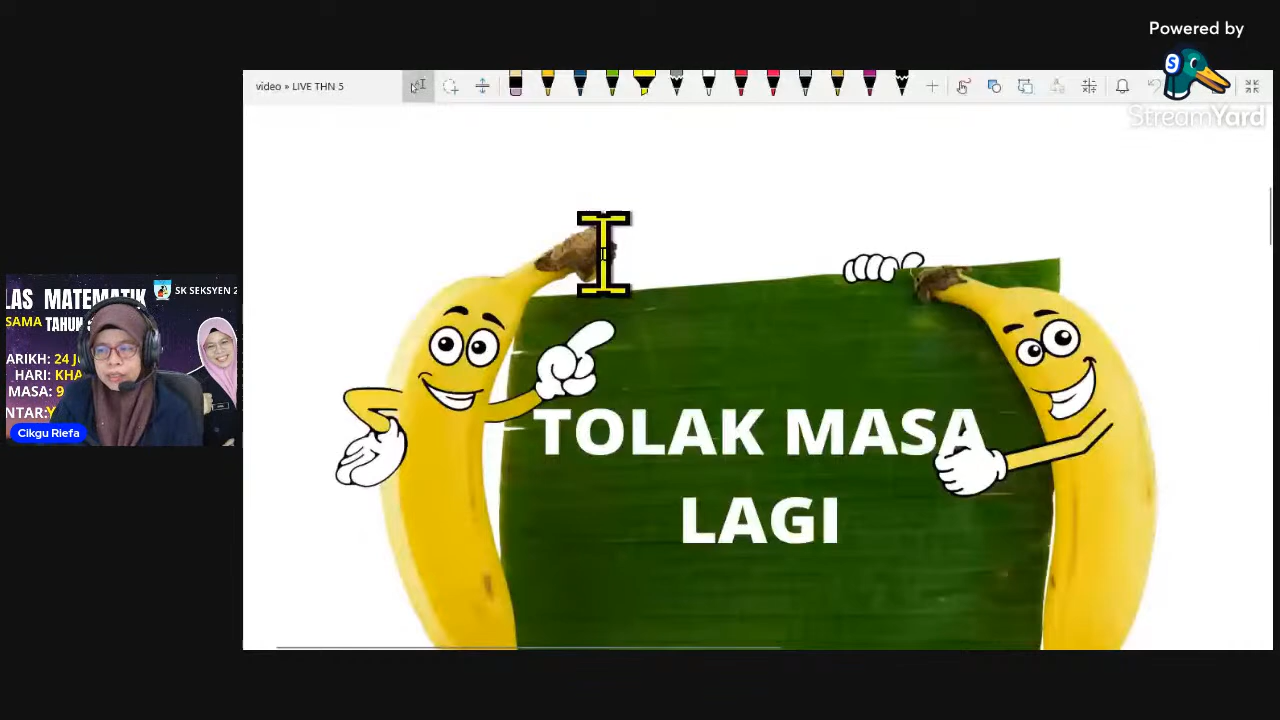 Powered by
StreamYard
video » LIVE THN 5
TOLAK MASA
LAGI
LAS MATEMATIK
SK SEKSYEN 2
SAMA TAHUN
ARIKH: 24 J
HARI: KHA
MASA: 9
NTAR:
Cikgu Riefa